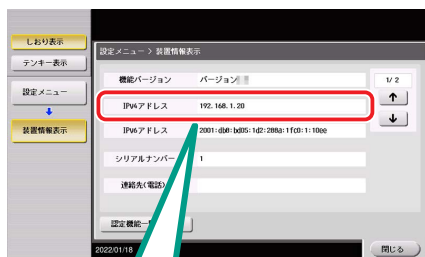 しおり表示
テンキー表示
設定メニュー
装置情報表示
設定メニュー > 装置情報表示
機能バージョン バージョン
1/ 2
IPv4アドレス 192. 168. 1. 20
IPv6アドレス 2001:db8:bd05:1d2:288a:1fc0:1:10ee
シリアルナンバー 1
連絡先(電話)
認定機能一
2022/01/18
閉じる